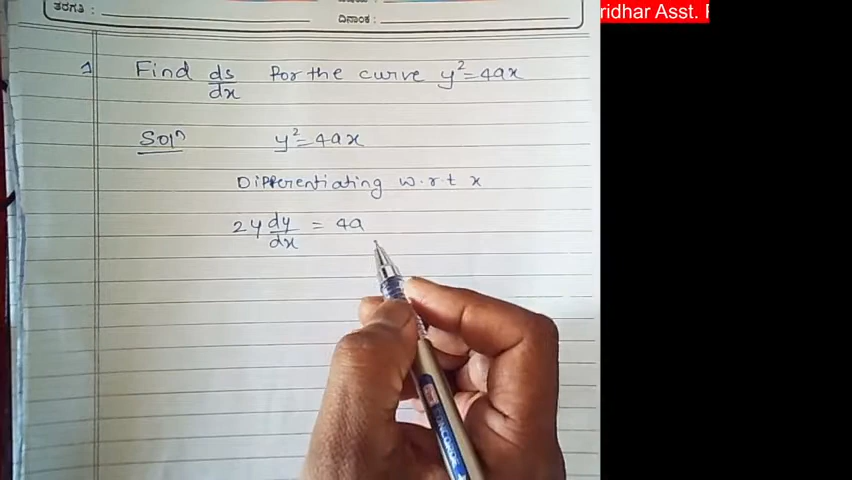 ridhar Asst. P
ತರಗತಿ :
ದಿನಾಂಕ :
1 Find ds/dx for the curve y²=4ax
Solⁿ y²=4ax
Differentiating w.r.t x
2y dy/dx = 4a